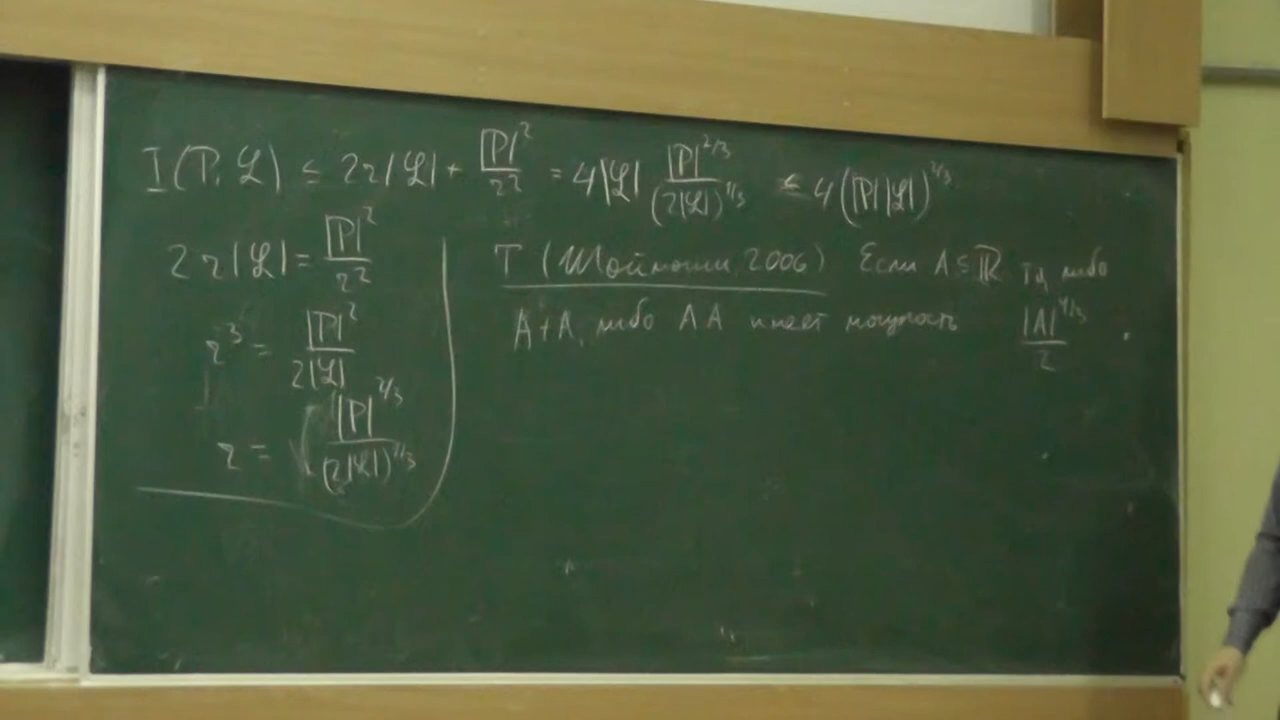 I(P, ℒ) ≤ 2r|ℒ| + |P|²/r² = 4|ℒ| |P|^{2/3}/(2|ℒ|)^{1/3} ≤ 4(|P||ℒ|)^{2/3}
2r|ℒ| = |P|²/r²
r³ = |P|²/2|ℒ|
r = |P|^{2/3}/(2|ℒ|)^{1/3}
Т (Шоймоши, 2006) Если A ⊆ ℝ, тд либо
A+A, либо AA имеет мощность |A|^{4/3}/2